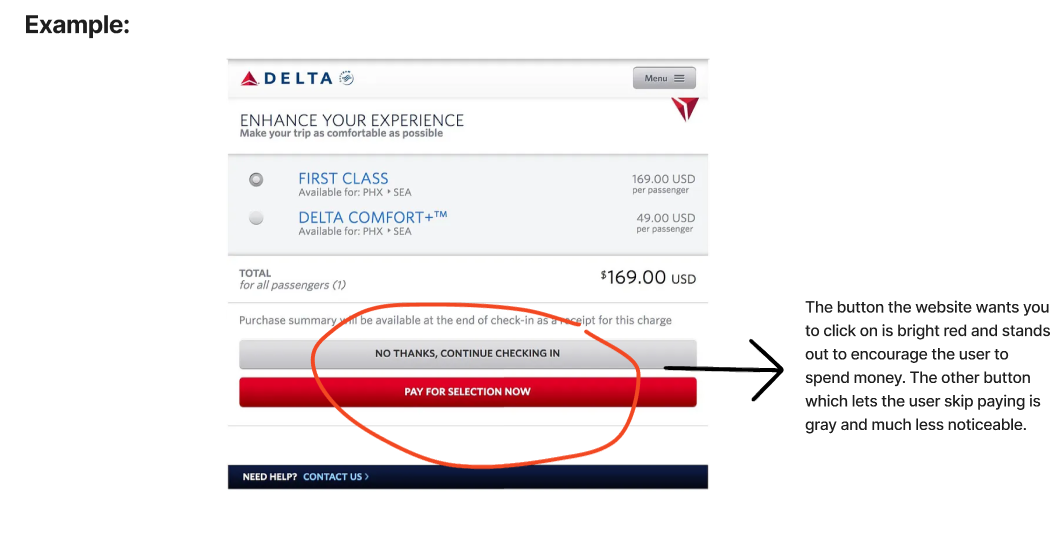 Example:
DELTA
Menu
ENHANCE YOUR EXPERIENCE
Make your trip as comfortable as possible
FIRST CLASS
169.00 USD
Available for: PHX ▸ SEA
per passenger
DELTA COMFORT+™
49.00 USD
Available for: PHX ▸ SEA
per passenger
TOTAL
$169.00 USD
for all passengers (1)
Purchase summary will be available at the end of check-in as a receipt for this charge
NO THANKS, CONTINUE CHECKING IN
PAY FOR SELECTION NOW
NEED HELP? CONTACT US >
The button the website wants you
to click on is bright red and stands
out to encourage the user to
spend money. The other button
which lets the user skip paying is
gray and much less noticeable.